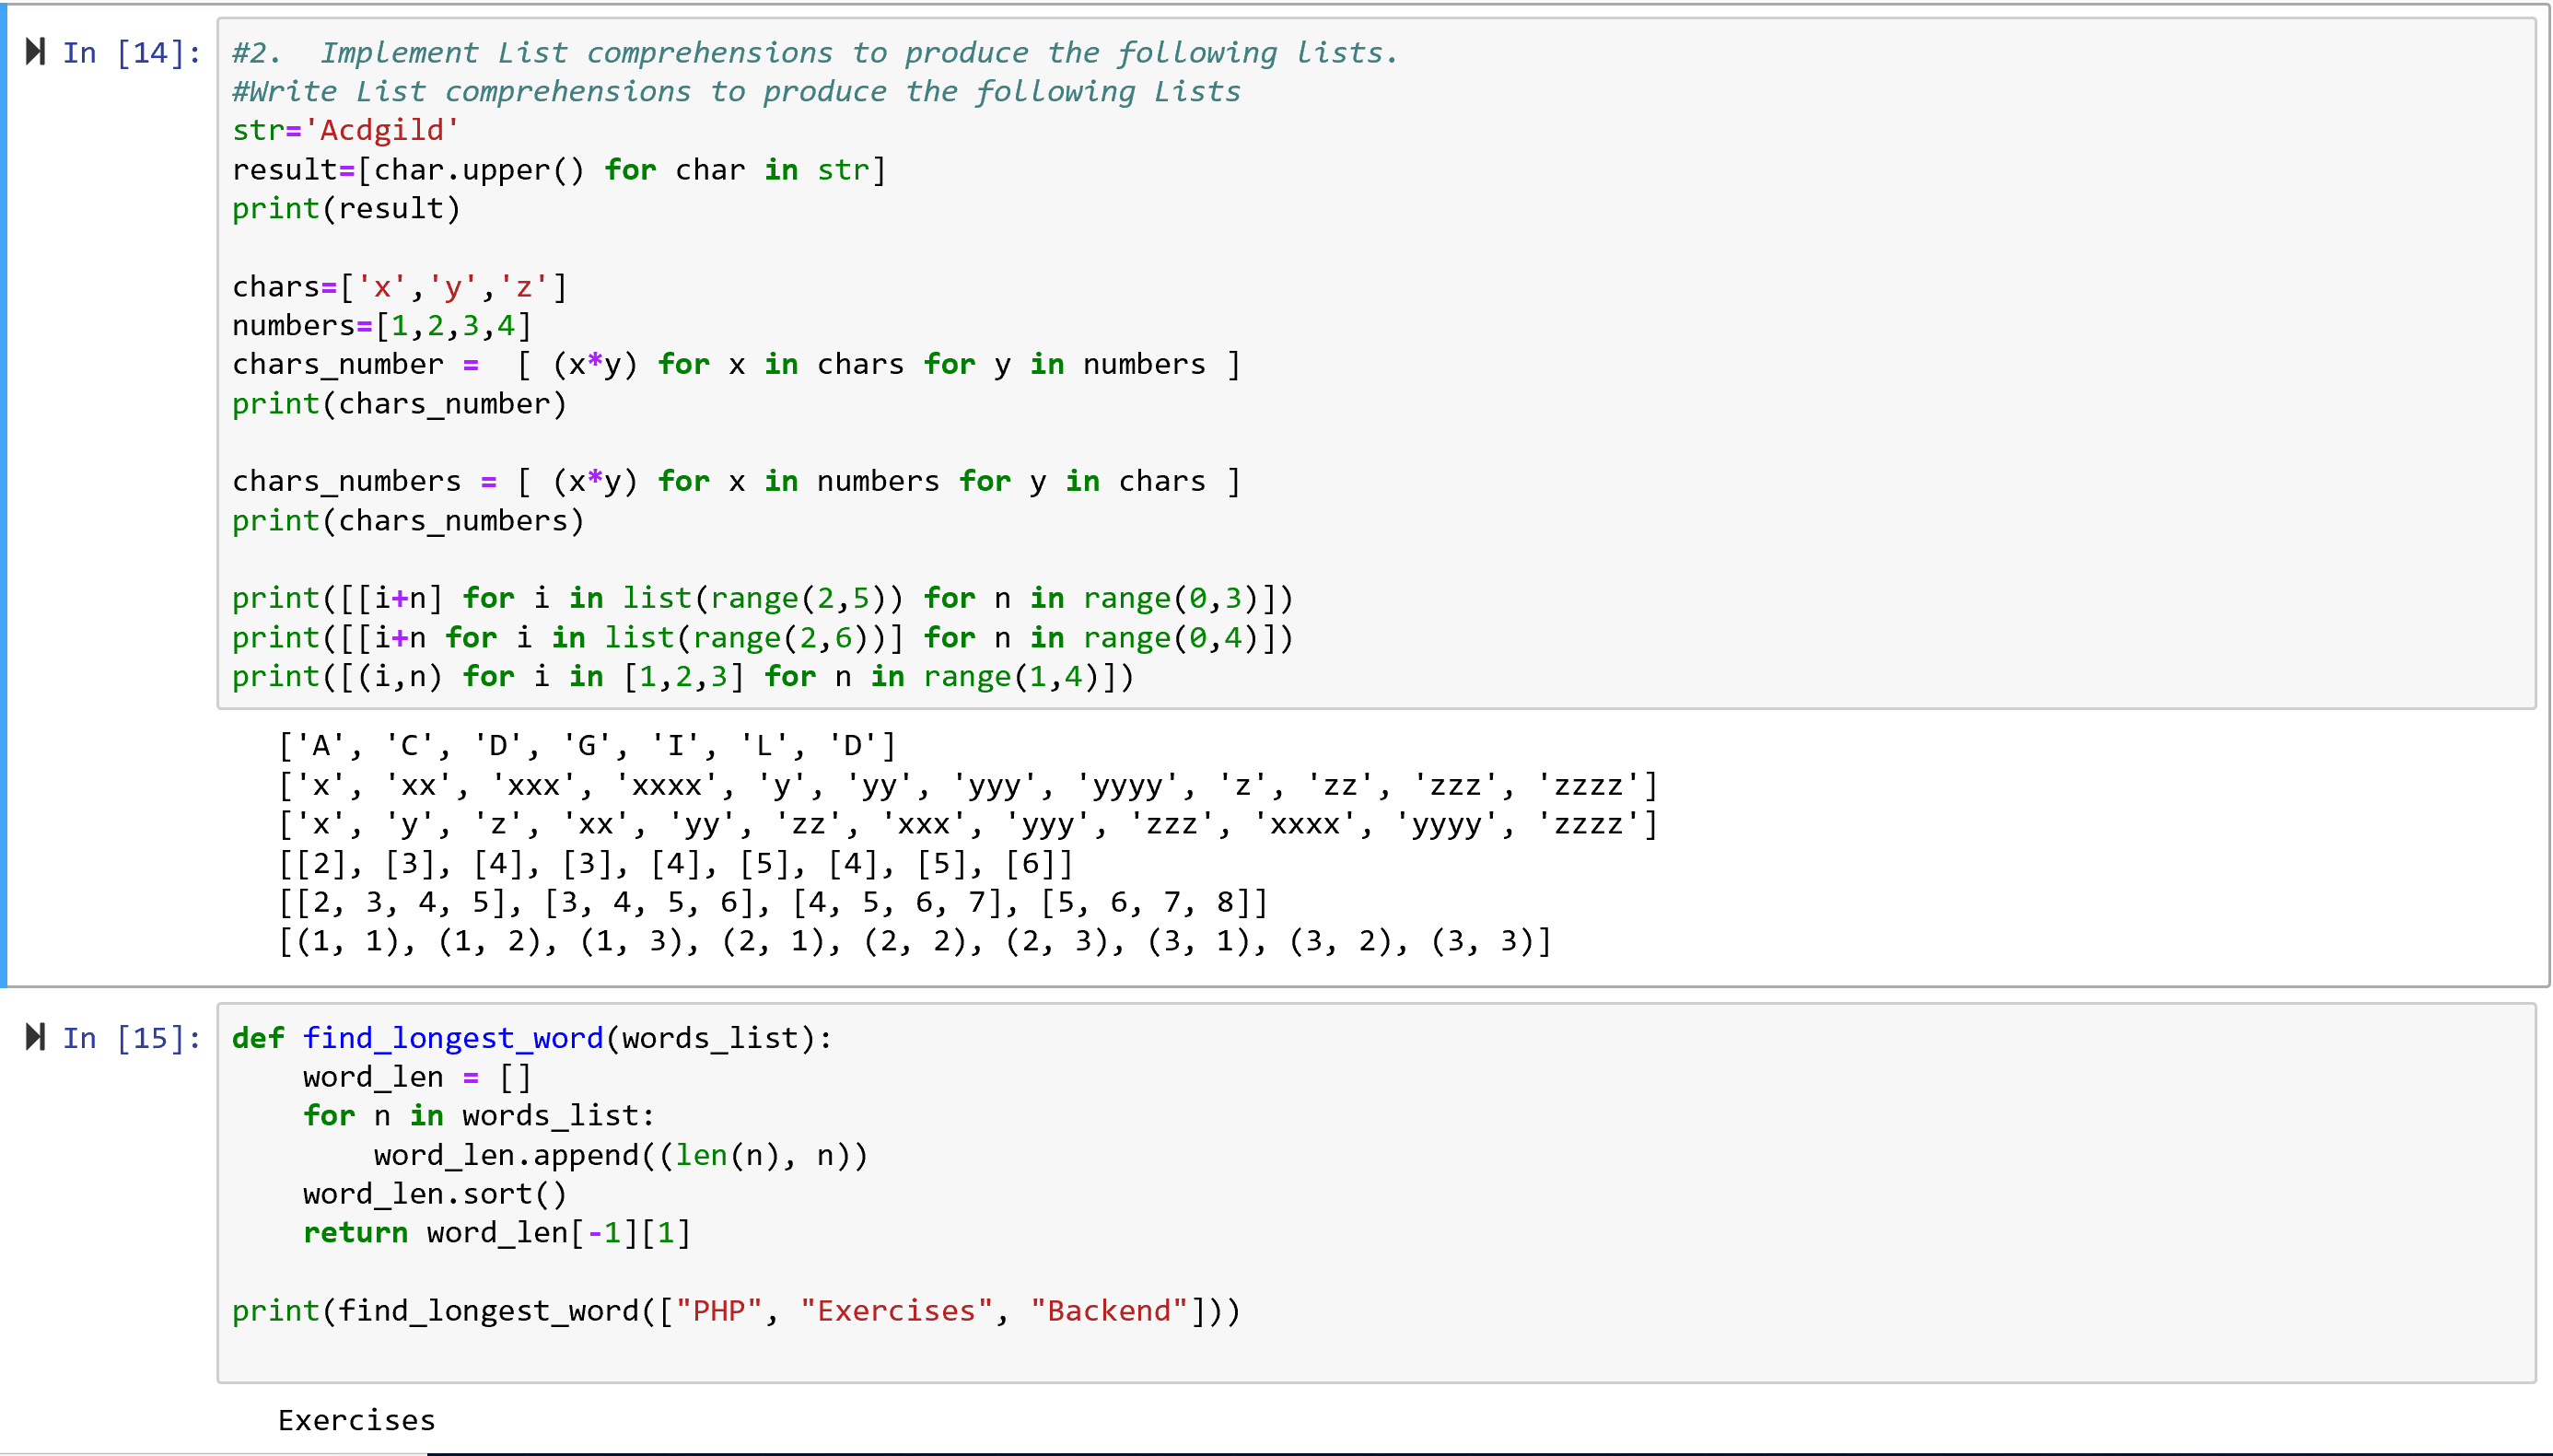 In [14]:
#2.  Implement List comprehensions to produce the following lists.
#Write List comprehensions to produce the following Lists
str='Acdgild'
result=[char.upper() for char in str]
print(result)
chars=['x','y','z']
numbers=[1,2,3,4]
chars_number =  [ (x*y) for x in chars for y in numbers ]
print(chars_number)
chars_numbers = [ (x*y) for x in numbers for y in chars ]
print(chars_numbers)
print([[i+n] for i in list(range(2,5)) for n in range(0,3)])
print([[i+n for i in list(range(2,6))] for n in range(0,4)])
print([(i,n) for i in [1,2,3] for n in range(1,4)])
['A', 'C', 'D', 'G', 'I', 'L', 'D']
['x', 'xx', 'xxx', 'xxxx', 'y', 'yy', 'yyy', 'yyyy', 'z', 'zz', 'zzz', 'zzzz']
['x', 'y', 'z', 'xx', 'yy', 'zz', 'xxx', 'yyy', 'zzz', 'xxxx', 'yyyy', 'zzzz']
[[2], [3], [4], [3], [4], [5], [4], [5], [6]]
[[2, 3, 4, 5], [3, 4, 5, 6], [4, 5, 6, 7], [5, 6, 7, 8]]
[(1, 1), (1, 2), (1, 3), (2, 1), (2, 2), (2, 3), (3, 1), (3, 2), (3, 3)]
In [15]:
def find_longest_word(words_list):
    word_len = []
    for n in words_list:
        word_len.append((len(n), n))
    word_len.sort()
    return word_len[-1][1]
print(find_longest_word(["PHP", "Exercises", "Backend"]))
Exercises